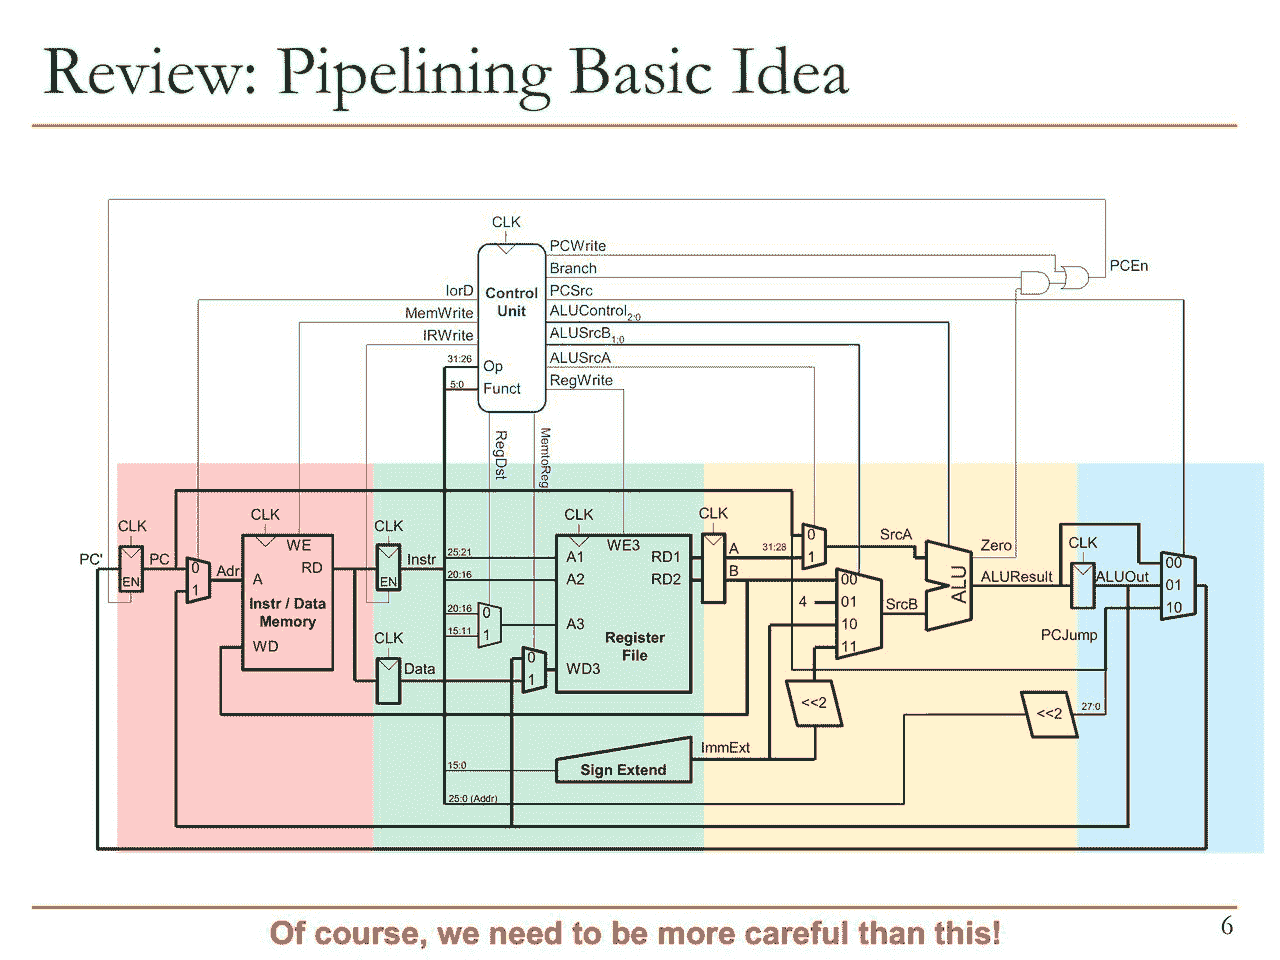 Review: Pipelining Basic Idea
CLK
PCWrite
Branch
PCEn
IorD
Control
Unit
PCSrc
MemWrite
ALUControl2:0
IRWrite
ALUSrcB1:0
31:26
Op
ALUSrcA
5:0
Funct
RegWrite
RegDst
MemtoReg
CLK
CLK
CLK
CLK
CLK
PC'
PC
EN
0
1
Adr
WE
RD
A
Instr / Data
Memory
WD
EN
Instr
CLK
Data
25:21
20:16
20:16
15:11
0
1
0
1
A1
A2
A3
WD3
WE3
RD1
RD2
Register
File
A
B
31:28
0
1
SrcA
4
00
01
10
11
SrcB
ALU
Zero
ALUResult
CLK
ALUOut
00
01
10
PCJump
<<2
<<2
27:0
ImmExt
15:0
Sign Extend
25:0 (Addr)
Of course, we need to be more careful than this!
6